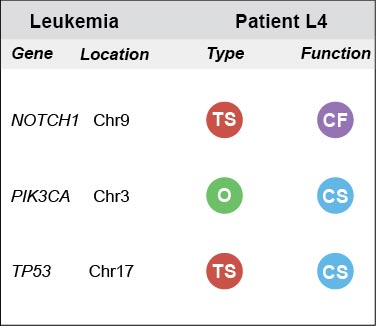 Leukemia Patient L4
Gene Location Type Function
NOTCH1 Chr9 TS CF
PIK3CA Chr3 O CS
TP53 Chr17 TS CS